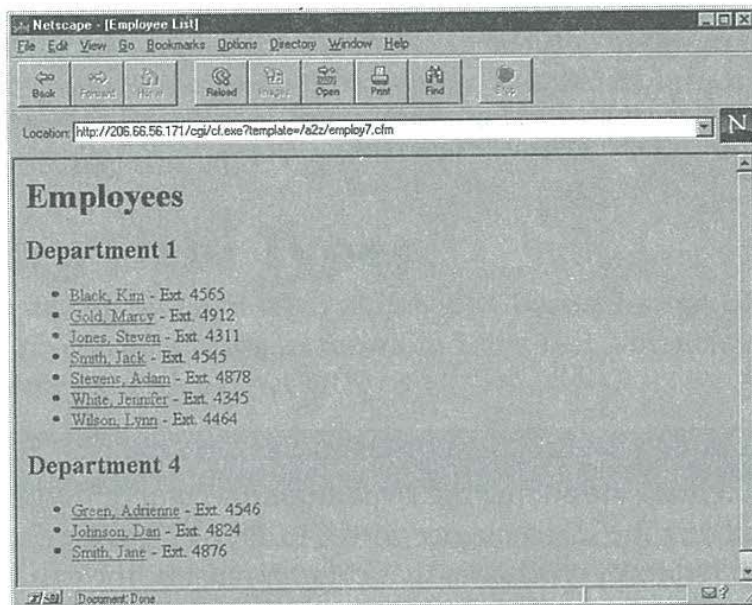 Netscape - [Employee List]
File Edit View Go Bookmarks Options Directory Window Help
Back Forward Home Reload Images Open Print Find Stop
Location: http://206.66.56.171/cgi/cf.exe?template=/a2z/employ7.cfm
N
Employees
Department 1
• Black, Kim - Ext. 4565
• Gold, Marcy - Ext. 4912
• Jones, Steven - Ext. 4311
• Smith, Jack - Ext. 4545
• Stevens, Adam - Ext. 4878
• White, Jennifer - Ext. 4345
• Wilson, Lynn - Ext. 4464
Department 4
• Green, Adrienne - Ext. 4546
• Johnson, Dan - Ext. 4824
• Smith, Jane - Ext. 4876
Document: Done
?